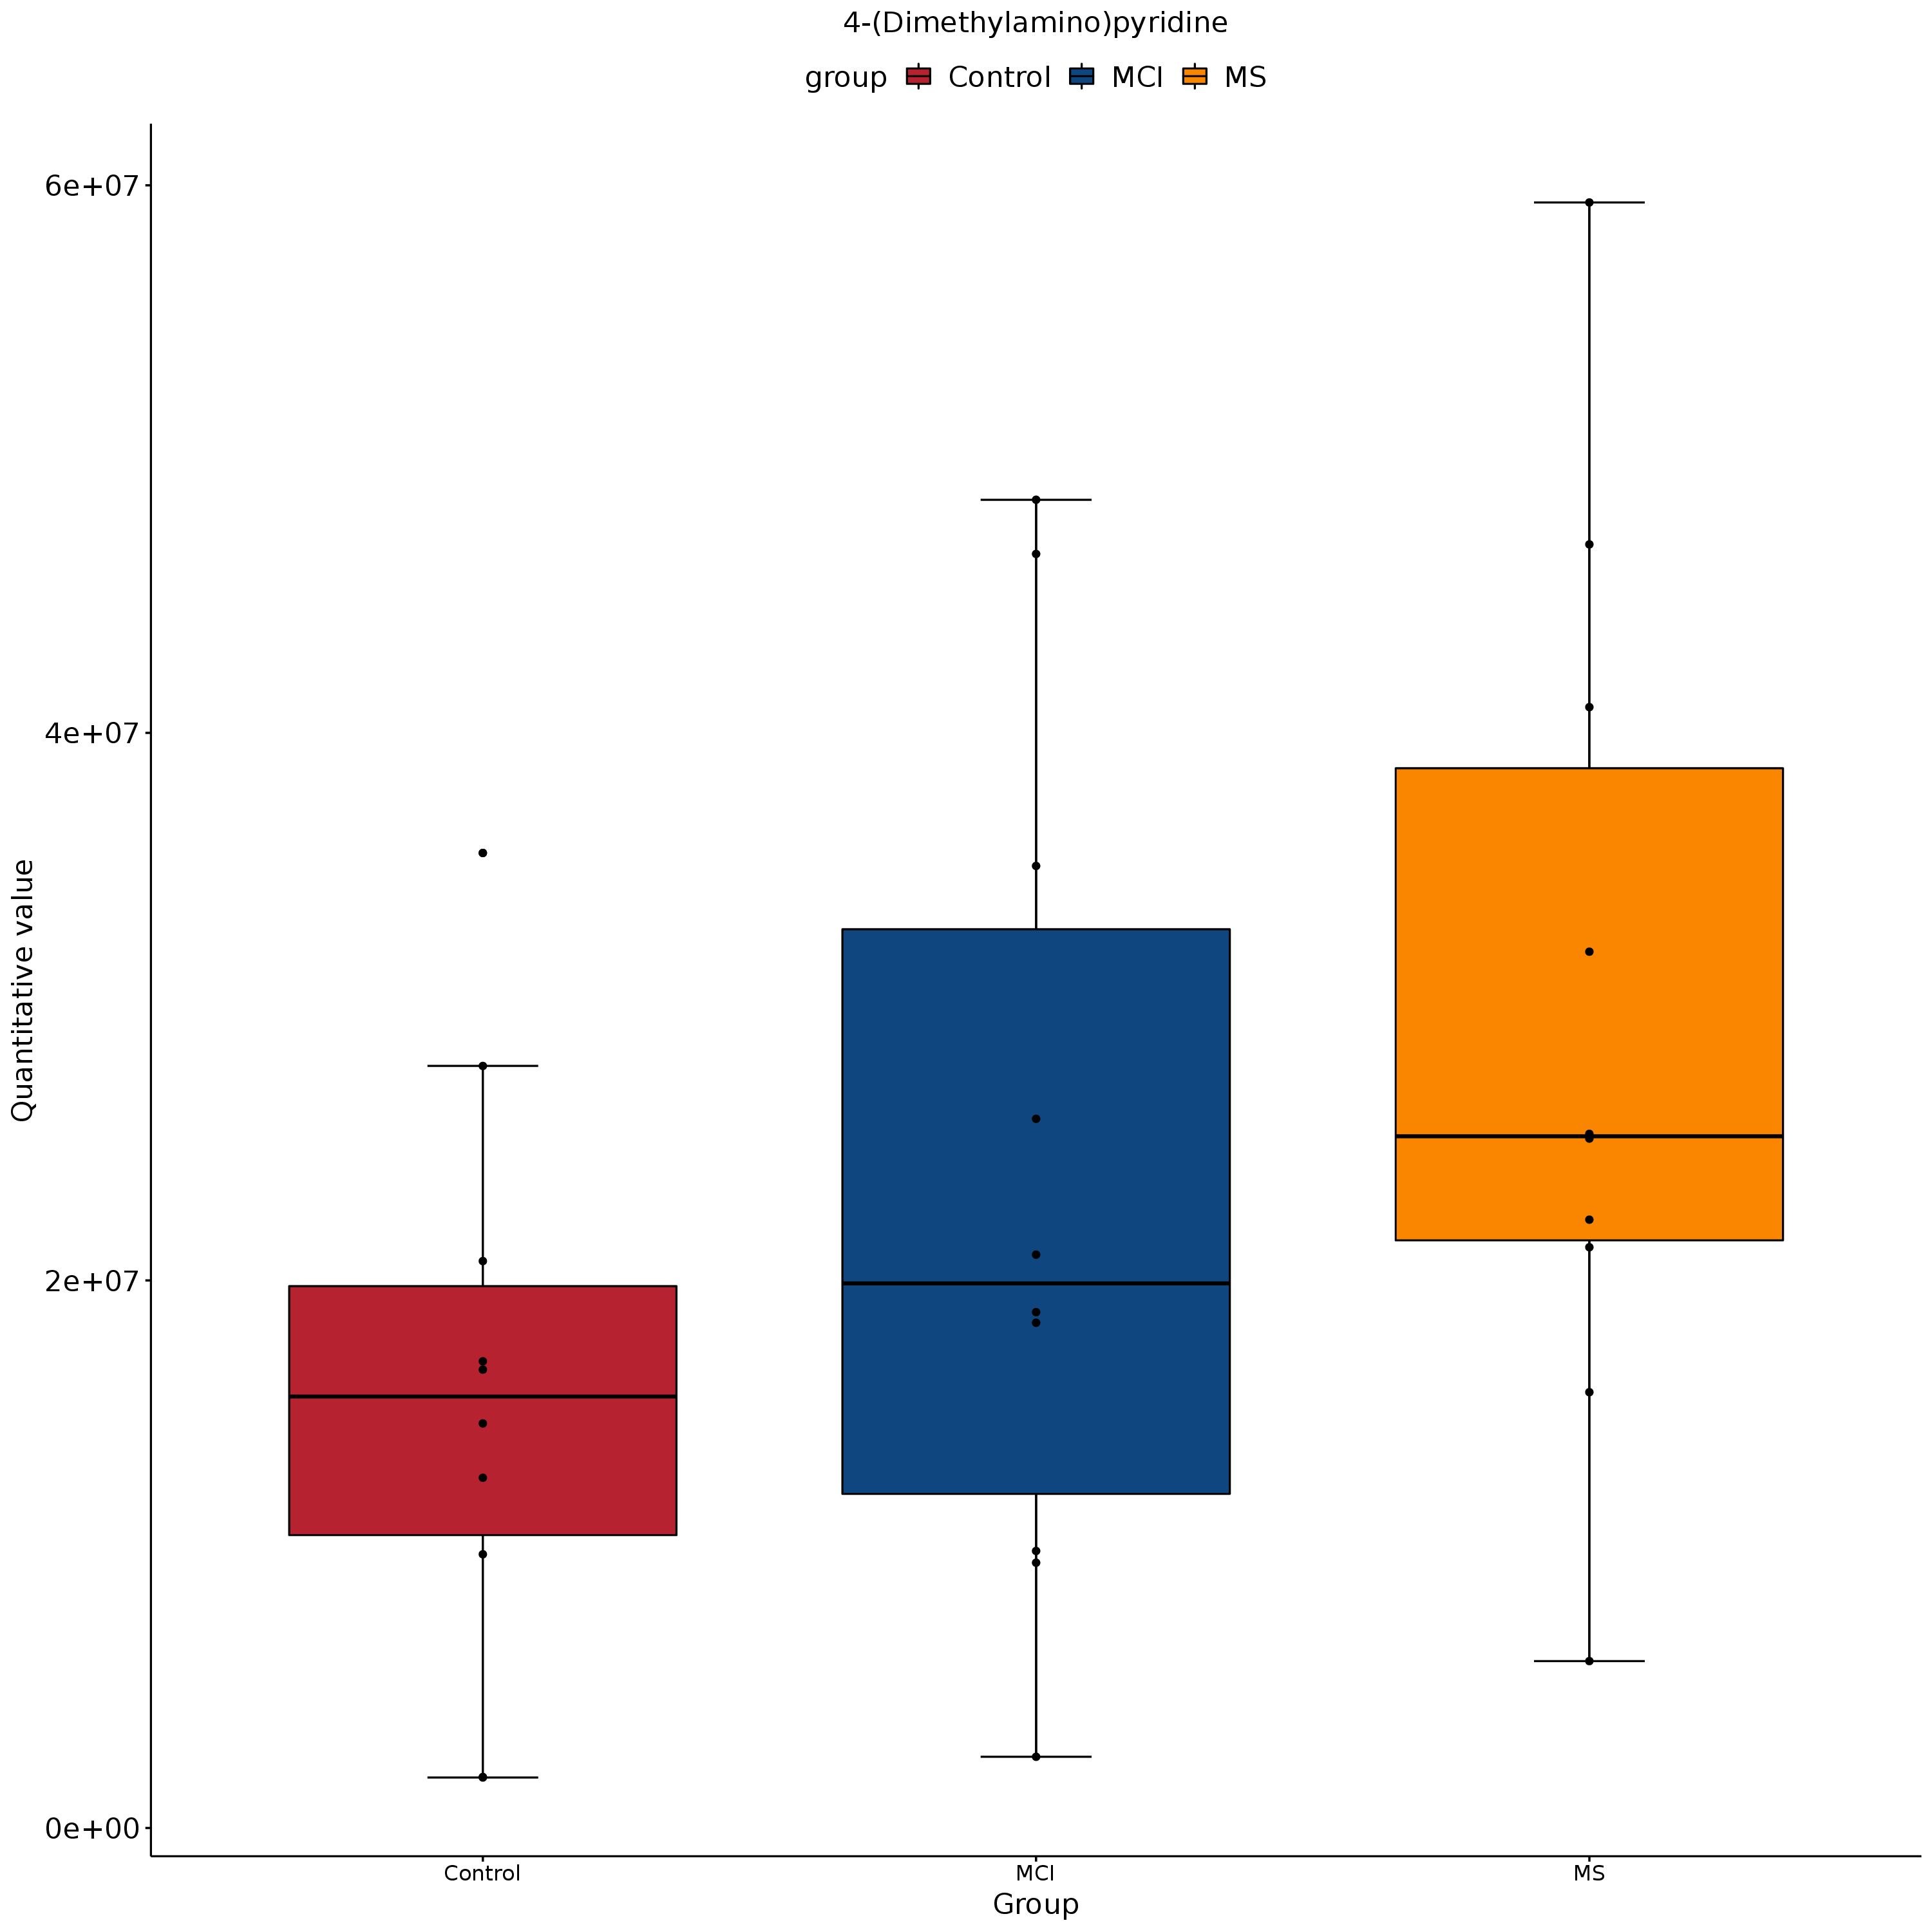 4-(Dimethylamino)pyridine
group Control MCI MS
6e+07
4e+07
2e+07
0e+00
Quantitative value
Control MCI MS
Group